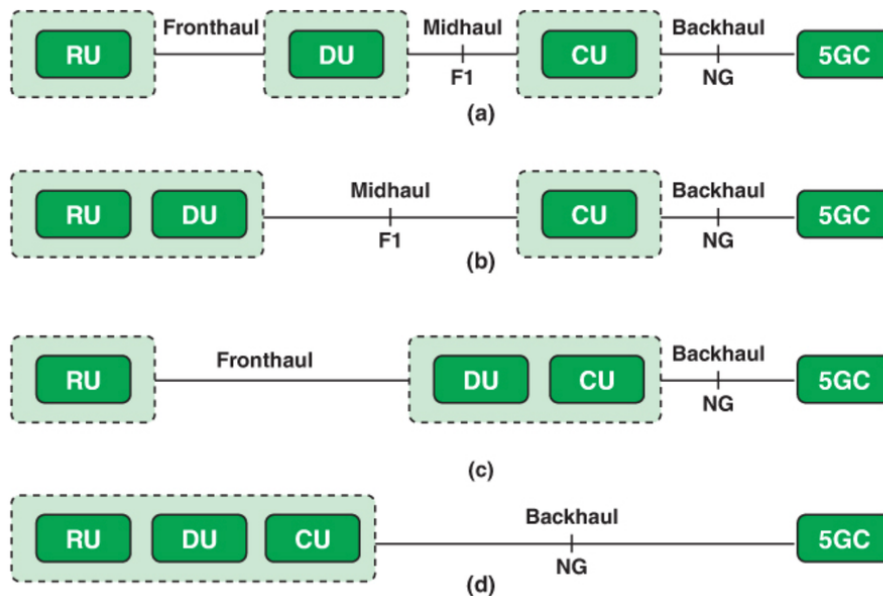 Fronthaul Midhaul Backhaul
RU DU CU 5GC
F1 NG
(a)
Midhaul Backhaul
RU DU CU 5GC
F1 NG
(b)
Fronthaul Backhaul
RU DU CU 5GC
NG
(c)
Backhaul
RU DU CU 5GC
NG
(d)